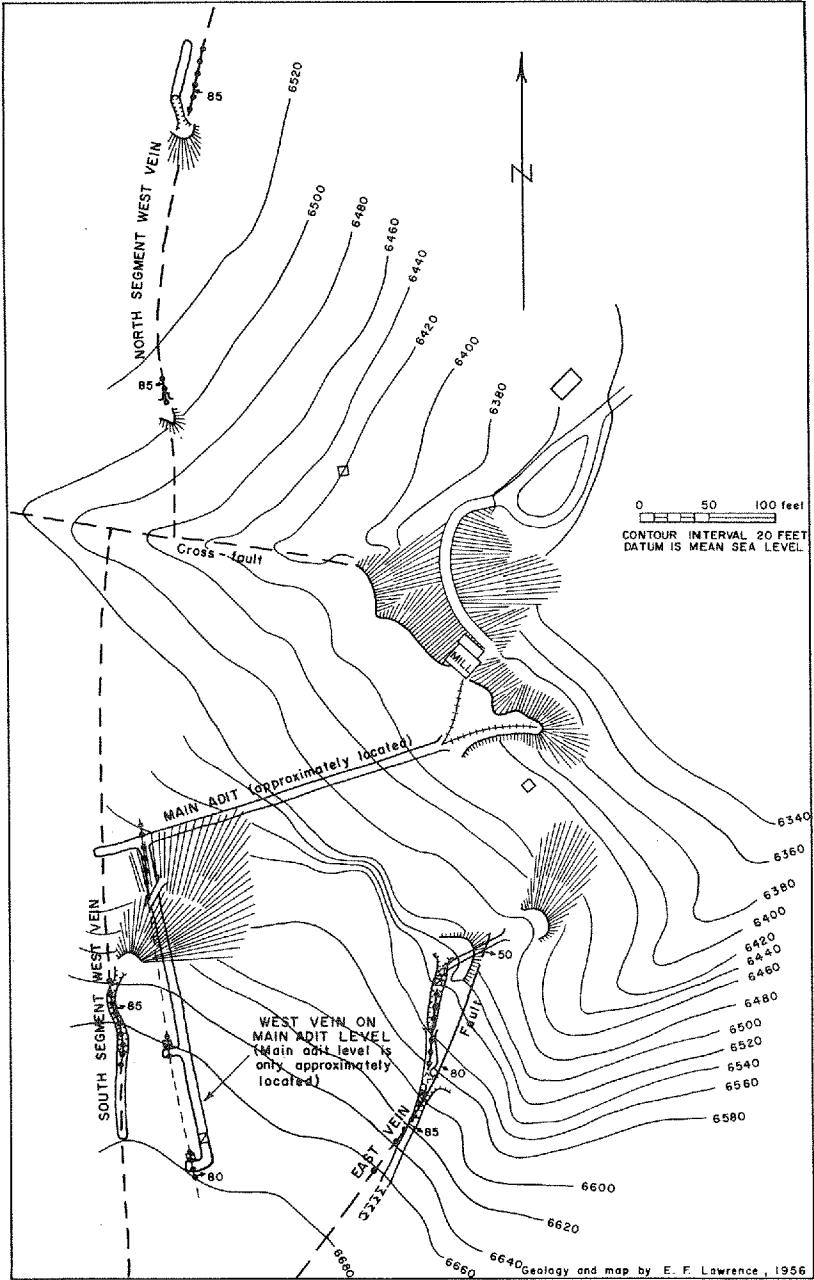 6520
85
NORTH SEGMENT WEST VEIN
6500
6480
6460
6440
6420
6400
6380
N
85
0 50 100 feet
CONTOUR INTERVAL 20 FEET
DATUM IS MEAN SEA LEVEL
Cross-fault
MILL
MAIN ADIT (approximately located)
6340
6360
6380
6400
6420
6440
6460
6480
6500
6520
6540
6560
6580
6600
6620
6640
6660
6680
SOUTH SEGMENT WEST VEIN
85
WEST VEIN ON
MAIN ADIT LEVEL
(Main adit level is
only approximately
located)
80
50
Fault
80
85
EAST VEIN
Geology and map by E. F. Lawrence, 1956